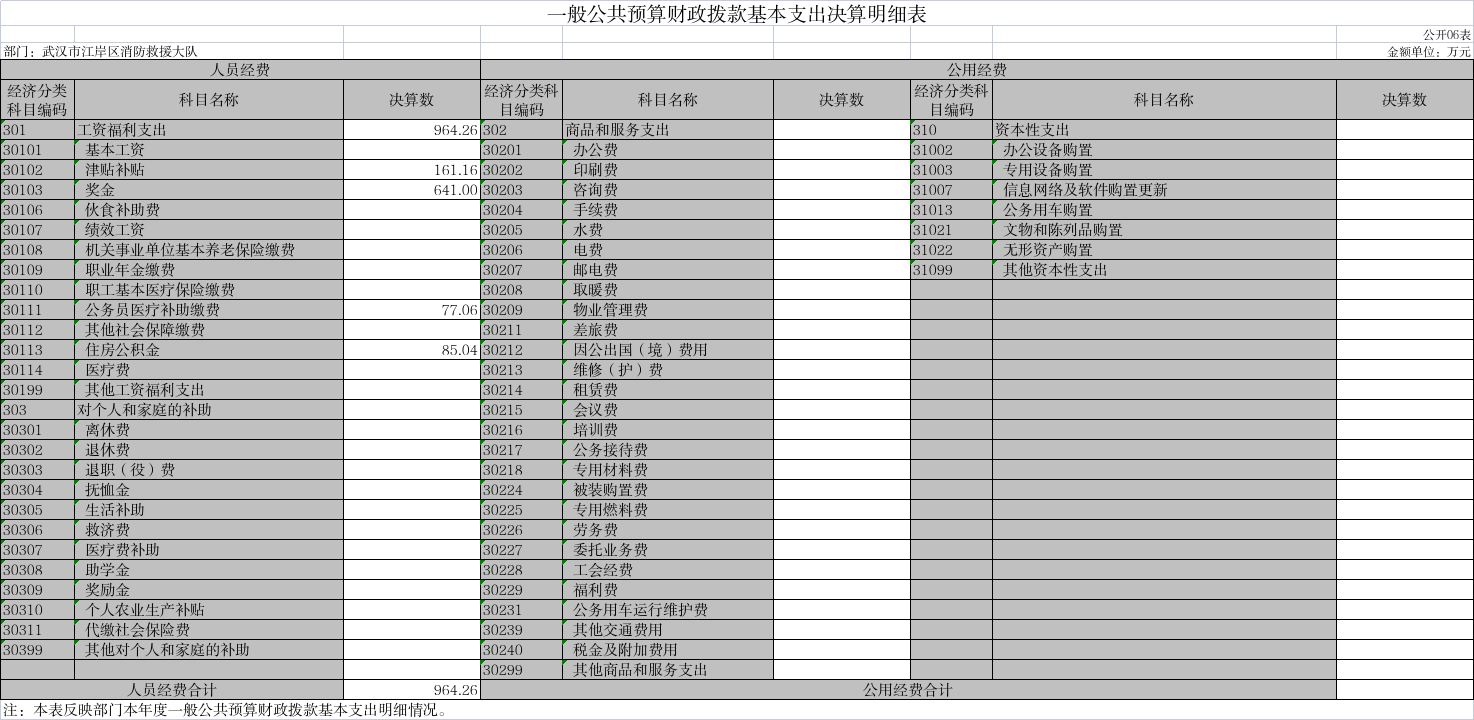 一般公共预算财政拨款基本支出决算明细表
公开06表
部门：武汉市江岸区消防救援大队 金额单位：万元
人员经费 公用经费
经济分类科目编码 科目名称 决算数 经济分类科目编码 科目名称 决算数 经济分类科目编码 科目名称 决算数
301 工资福利支出 964.26 302 商品和服务支出 310 资本性支出
30101 基本工资 30201 办公费 31002 办公设备购置
30102 津贴补贴 161.16 30202 印刷费 31003 专用设备购置
30103 奖金 641.00 30203 咨询费 31007 信息网络及软件购置更新
30106 伙食补助费 30204 手续费 31013 公务用车购置
30107 绩效工资 30205 水费 31021 文物和陈列品购置
30108 机关事业单位基本养老保险缴费 30206 电费 31022 无形资产购置
30109 职业年金缴费 30207 邮电费 31099 其他资本性支出
30110 职工基本医疗保险缴费 30208 取暖费
30111 公务员医疗补助缴费 77.06 30209 物业管理费
30112 其他社会保障缴费 30211 差旅费
30113 住房公积金 85.04 30212 因公出国（境）费用
30114 医疗费 30213 维修（护）费
30199 其他工资福利支出 30214 租赁费
303 对个人和家庭的补助 30215 会议费
30301 离休费 30216 培训费
30302 退休费 30217 公务接待费
30303 退职（役）费 30218 专用材料费
30304 抚恤金 30224 被装购置费
30305 生活补助 30225 专用燃料费
30306 救济费 30226 劳务费
30307 医疗费补助 30227 委托业务费
30308 助学金 30228 工会经费
30309 奖励金 30229 福利费
30310 个人农业生产补贴 30231 公务用车运行维护费
30311 代缴社会保险费 30239 其他交通费用
30399 其他对个人和家庭的补助 30240 税金及附加费用
30299 其他商品和服务支出
人员经费合计 964.26 公用经费合计
注：本表反映部门本年度一般公共预算财政拨款基本支出明细情况。